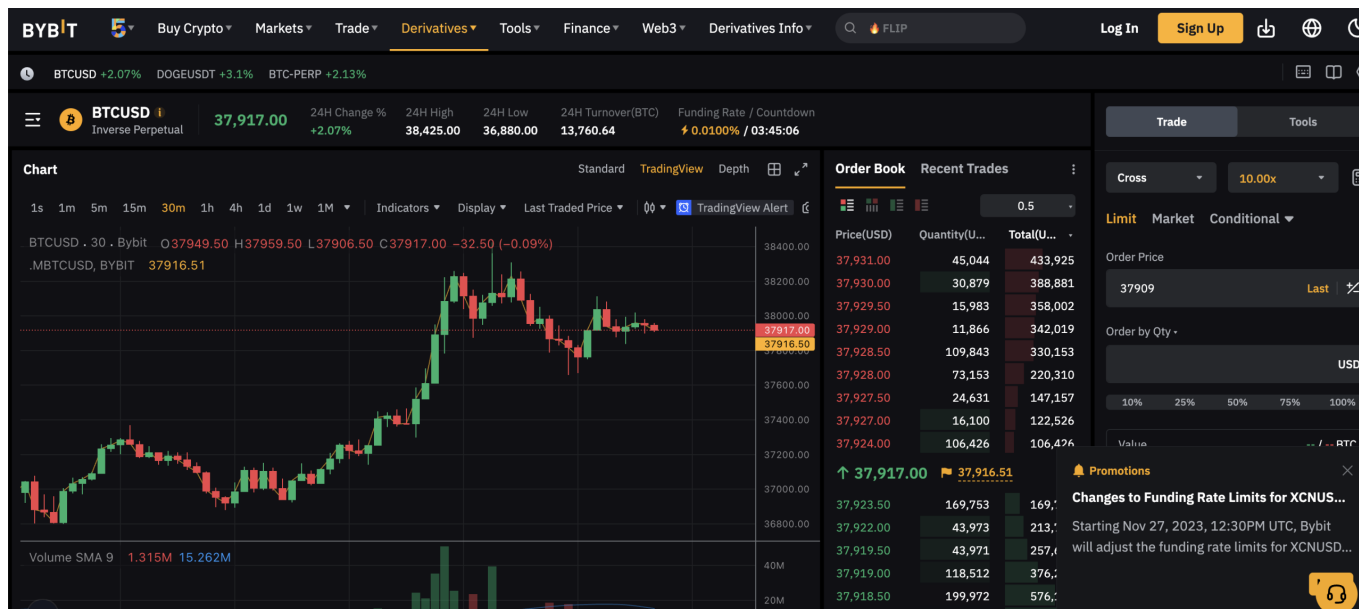 BYBIT 5 Buy Crypto Markets Trade Derivatives Tools Finance Web3 Derivatives Info FLIP Log In Sign Up
BTCUSD +2.07% DOGEUSDT +3.1% BTC-PERP +2.13%
BTCUSD
Inverse Perpetual
37,917.00
24H Change %
+2.07%
24H High
38,425.00
24H Low
36,880.00
24H Turnover(BTC)
13,760.64
Funding Rate / Countdown
0.0100% / 03:45:06
Chart
Standard TradingView Depth
1s 1m 5m 15m 30m 1h 4h 1d 1w 1M Indicators Display Last Traded Price TradingView Alert
BTCUSD · 30 · Bybit O37949.50 H37959.50 L37906.50 C37917.00 −32.50 (−0.09%)
.MBTCUSD, BYBIT 37916.51
38400.00
38200.00
38000.00
37917.00
37916.50
37800.00
37600.00
37400.00
37200.00
37000.00
36800.00
Volume SMA 9 1.315M 15.262M
40M
20M
Order Book Recent Trades
0.5
Price(USD) Quantity(U... Total(U...
37,931.00 45,044 433,925
37,930.00 30,879 388,881
37,929.50 15,983 358,002
37,929.00 11,866 342,019
37,928.50 109,843 330,153
37,928.00 73,153 220,310
37,927.50 24,631 147,157
37,927.00 16,100 122,526
37,924.00 106,426 106,426
37,917.00 37,916.51
37,923.50 169,753 169,
37,922.00 43,973 213,
37,919.50 43,971 257,
37,919.00 118,512 376,
37,918.50 199,972 576,
Trade Tools
Cross 10.00x
Limit Market Conditional
Order Price
37909 Last
Order by Qty
USD
10% 25% 50% 75% 100%
Value -- / -- BTC
Promotions
Changes to Funding Rate Limits for XCNUS...
Starting Nov 27, 2023, 12:30PM UTC, Bybit
will adjust the funding rate limits for XCNUSD...